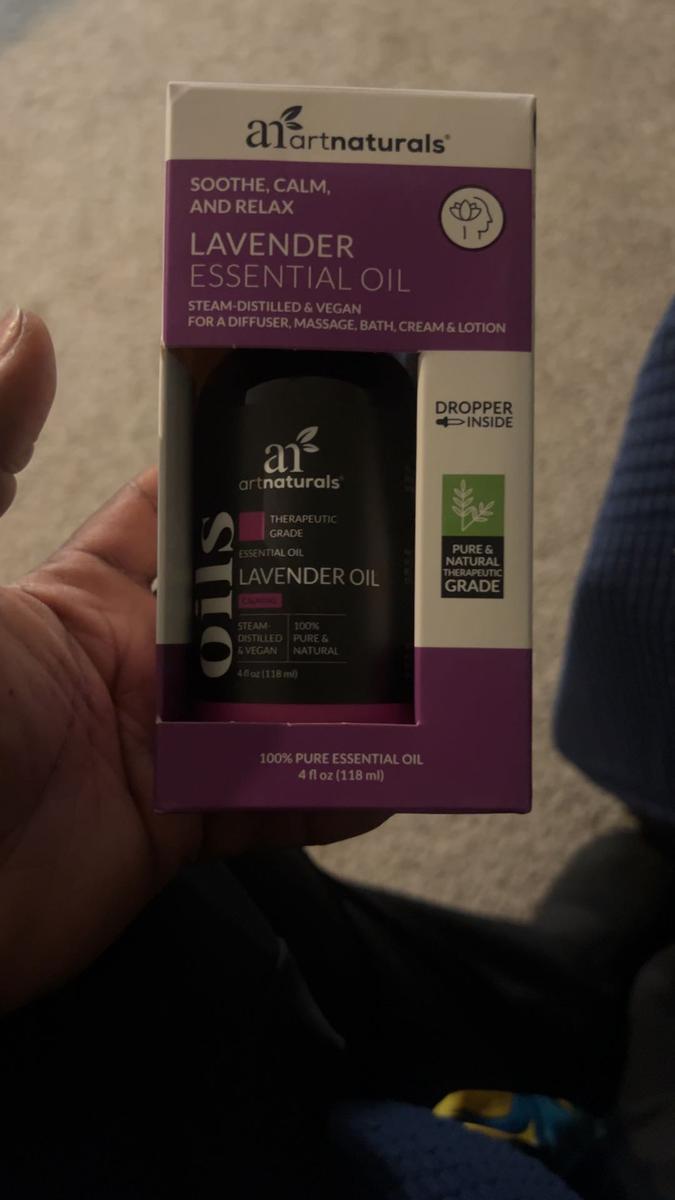 artnaturals®
SOOTHE, CALM,
AND RELAX
LAVENDER
ESSENTIAL OIL
STEAM-DISTILLED & VEGAN
FOR A DIFFUSER, MASSAGE, BATH, CREAM & LOTION
DROPPER
INSIDE
PURE &
NATURAL
THERAPEUTIC
GRADE
an
artnaturals®
oils
THERAPEUTIC
GRADE
ESSENTIAL OIL
LAVENDER OIL
CALMING
STEAM-
DISTILLED
& VEGAN
100%
PURE &
NATURAL
4 fl oz (118 ml)
100% PURE ESSENTIAL OIL
4 fl oz (118 ml)